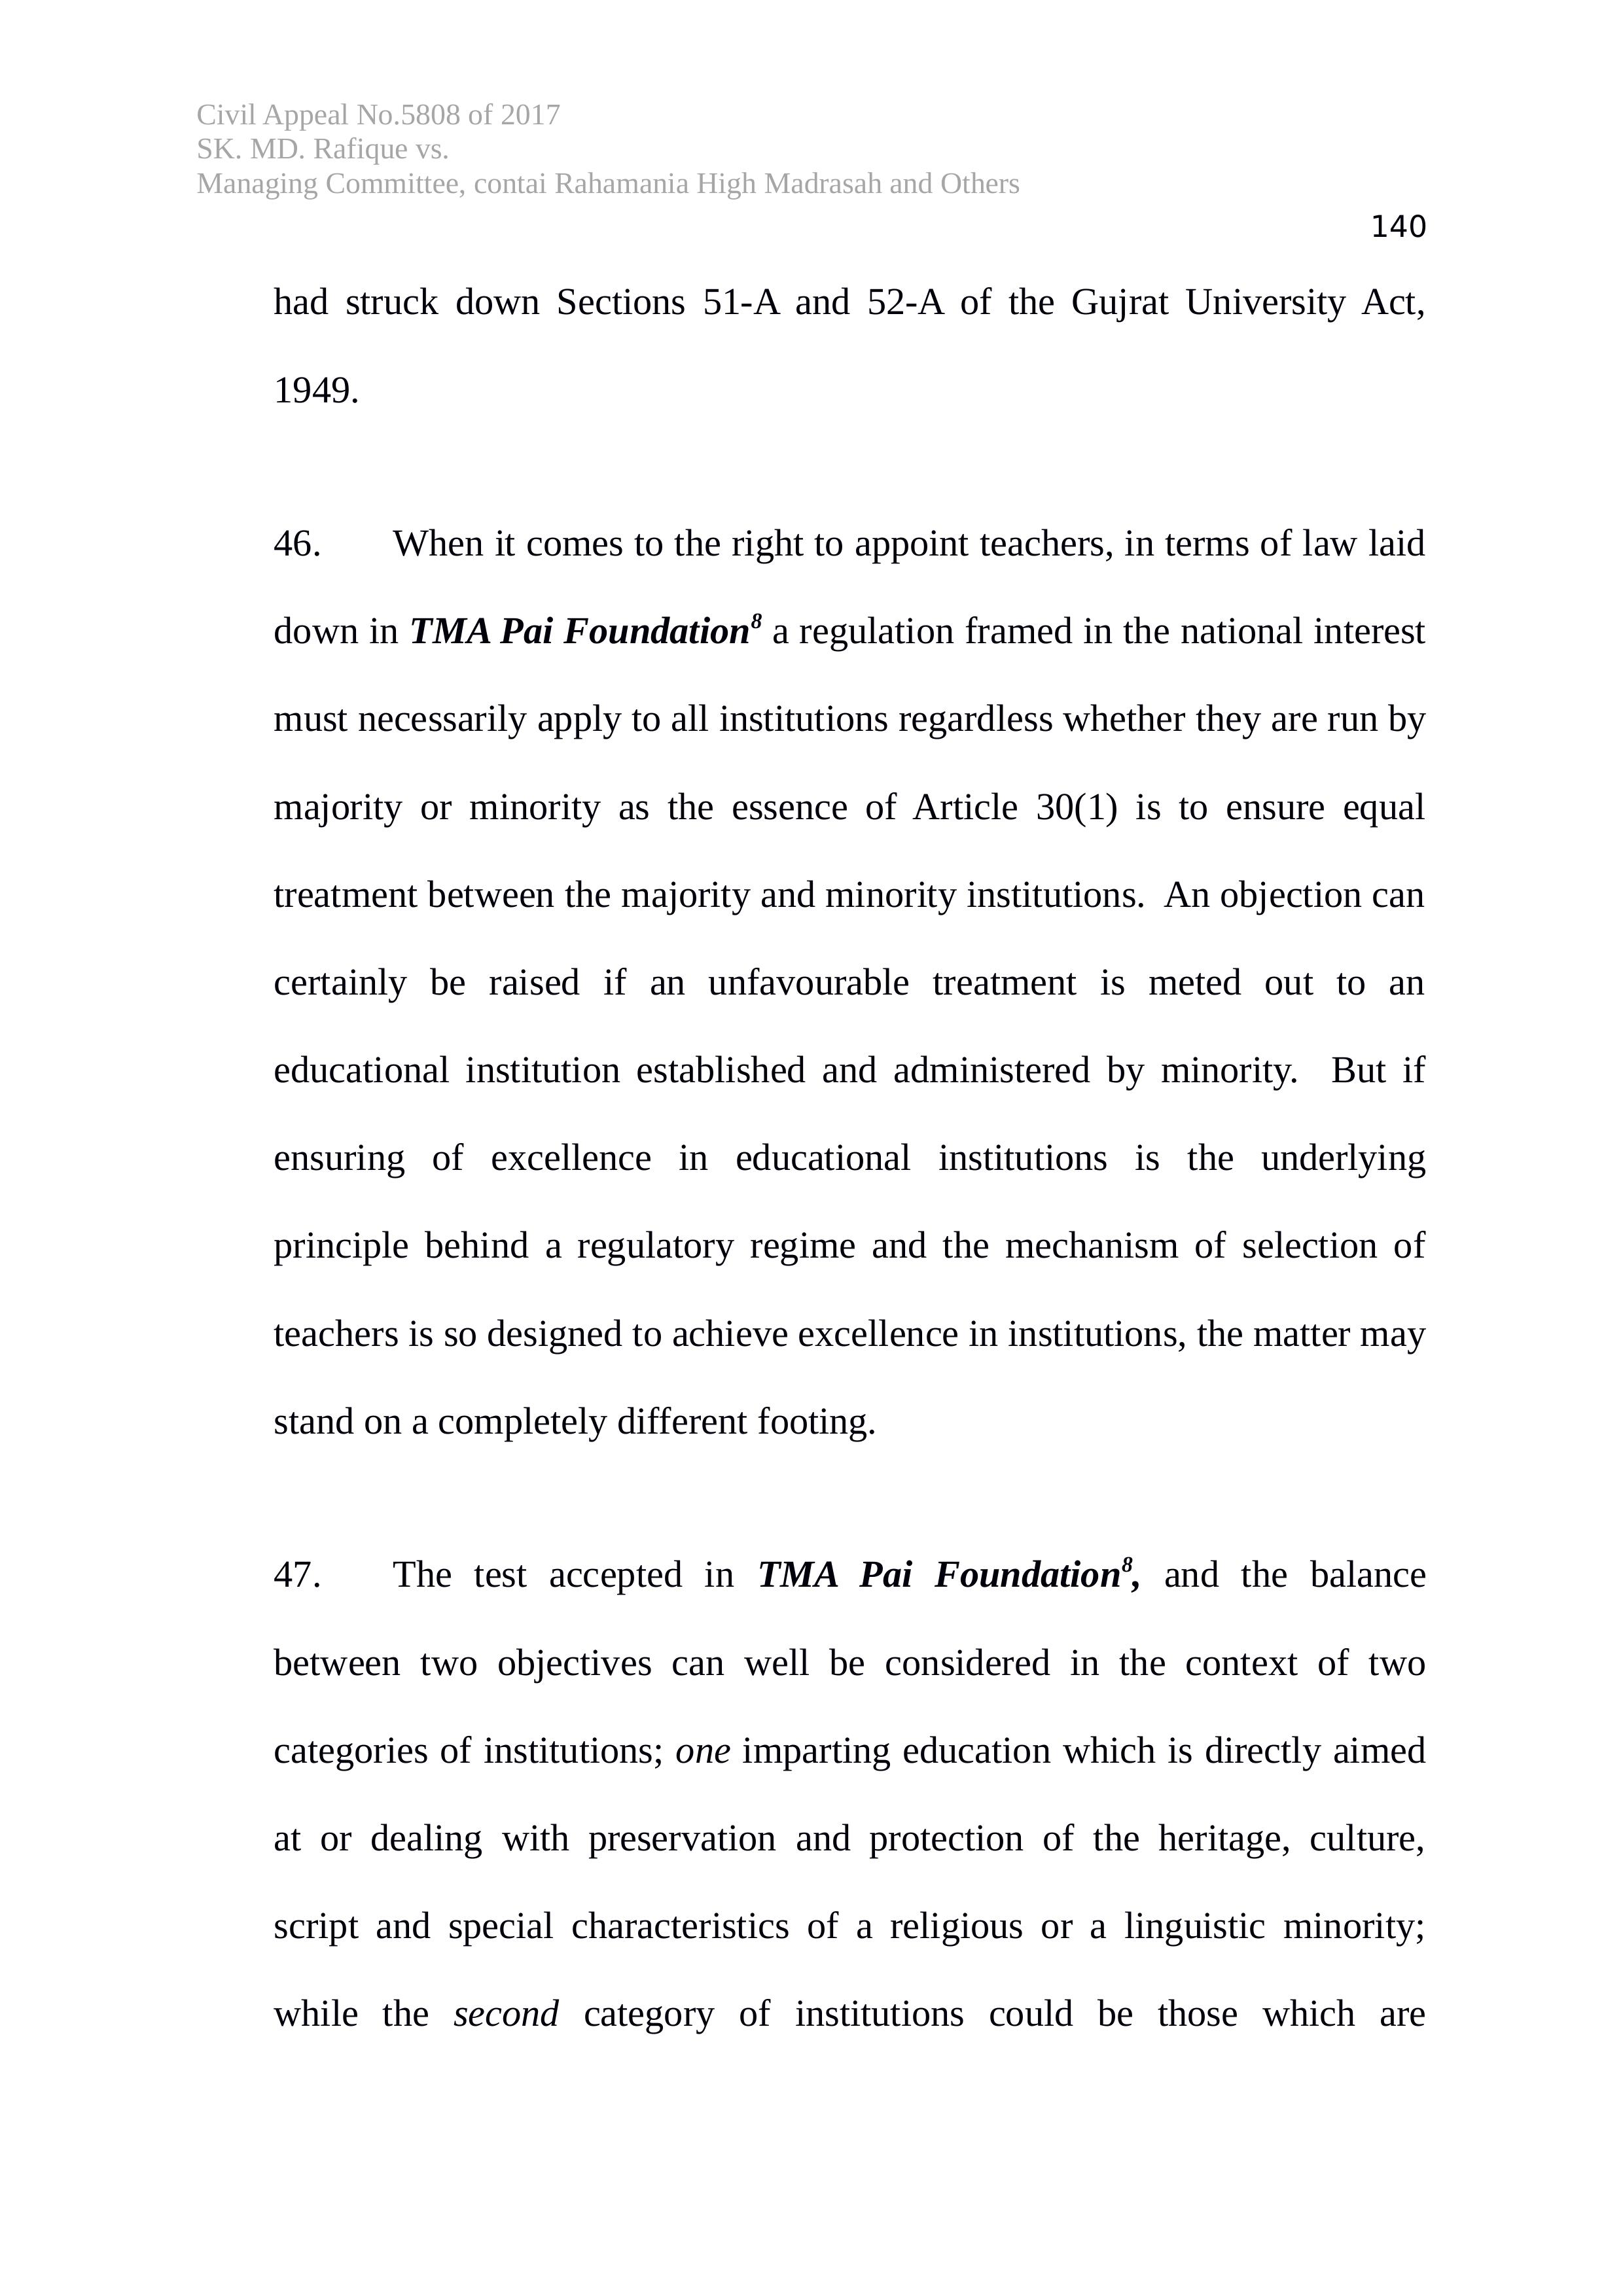 Civil Appeal No.5808 of 2017
SK. MD. Rafique vs.
Managing Committee, contai Rahamania High Madrasah and Others
140
had struck down Sections 51-A and 52-A of the Gujrat University Act,
1949.
46. When it comes to the right to appoint teachers, in terms of law laid
down in TMA Pai Foundation8 a regulation framed in the national interest
must necessarily apply to all institutions regardless whether they are run by
majority or minority as the essence of Article 30(1) is to ensure equal
treatment between the majority and minority institutions. An objection can
certainly be raised if an unfavourable treatment is meted out to an
educational institution established and administered by minority. But if
ensuring of excellence in educational institutions is the underlying
principle behind a regulatory regime and the mechanism of selection of
teachers is so designed to achieve excellence in institutions, the matter may
stand on a completely different footing.
47. The test accepted in TMA Pai Foundation8, and the balance
between two objectives can well be considered in the context of two
categories of institutions; one imparting education which is directly aimed
at or dealing with preservation and protection of the heritage, culture,
script and special characteristics of a religious or a linguistic minority;
while the second category of institutions could be those which are